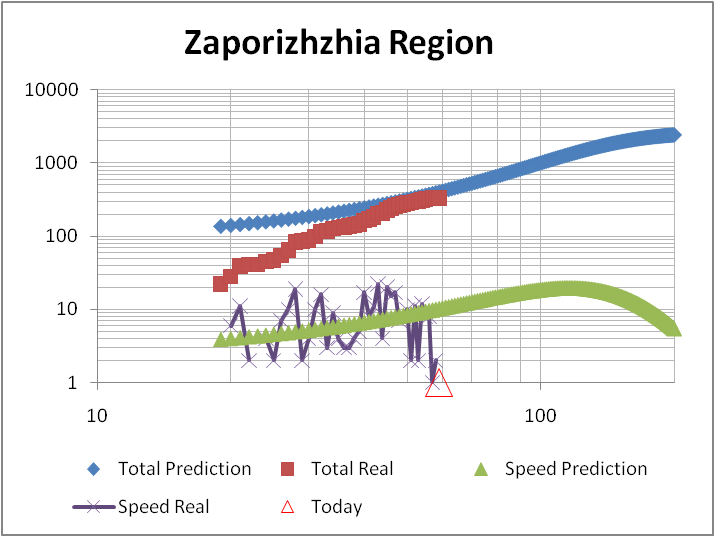 Zaporizhzhia Region
10000
1000
100
10
1
10 100
Total Prediction Total Real Speed Prediction
Speed Real Today